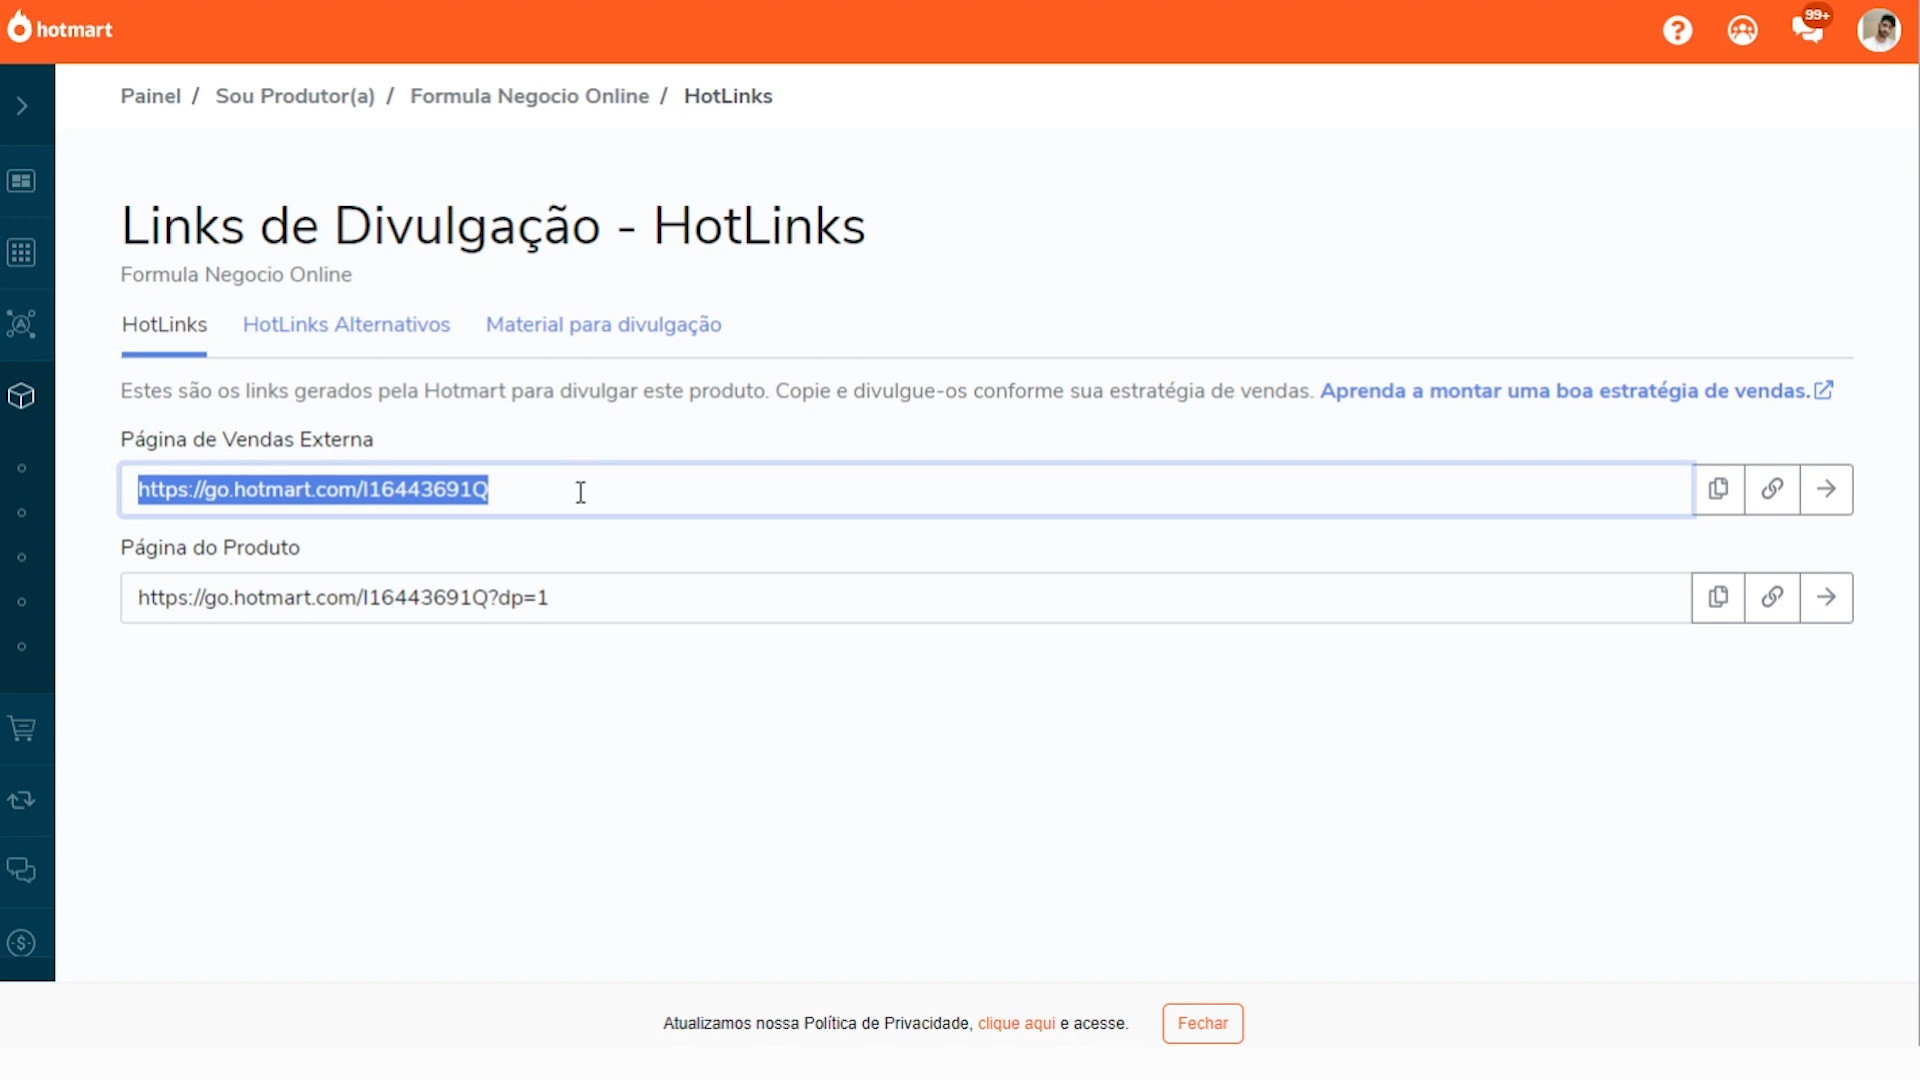 hotmart
99+
Painel / Sou Produtor(a) / Formula Negocio Online / HotLinks
Links de Divulgação - HotLinks
Formula Negocio Online
HotLinks HotLinks Alternativos Material para divulgação
Estes são os links gerados pela Hotmart para divulgar este produto. Copie e divulgue-os conforme sua estratégia de vendas. Aprenda a montar uma boa estratégia de vendas.
Página de Vendas Externa
https://go.hotmart.com/I16443691Q
Página do Produto
https://go.hotmart.com/I16443691Q?dp=1
Atualizamos nossa Política de Privacidade, clique aqui e acesse. Fechar